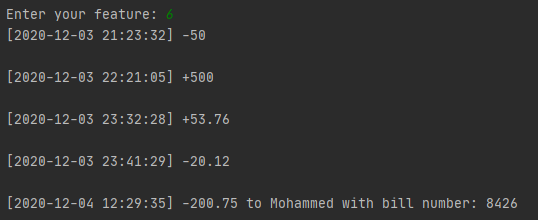 Enter your feature: 6
[2020-12-03 21:23:32] -50
[2020-12-03 22:21:05] +500
[2020-12-03 23:32:28] +53.76
[2020-12-03 23:41:29] -20.12
[2020-12-04 12:29:35] -200.75 to Mohammed with bill number: 8426